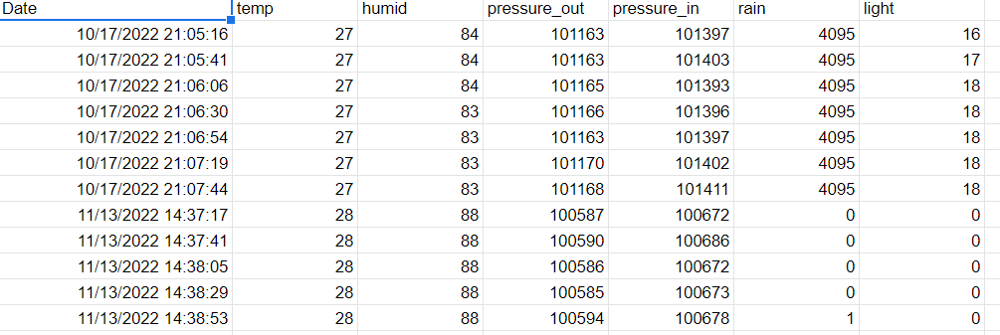 Date temp humid pressure_out pressure_in rain light
10/17/2022 21:05:16 27 84 101163 101397 4095 16
10/17/2022 21:05:41 27 84 101163 101403 4095 17
10/17/2022 21:06:06 27 84 101165 101393 4095 18
10/17/2022 21:06:30 27 83 101166 101396 4095 18
10/17/2022 21:06:54 27 83 101163 101397 4095 18
10/17/2022 21:07:19 27 83 101170 101402 4095 18
10/17/2022 21:07:44 27 83 101168 101411 4095 18
11/13/2022 14:37:17 28 88 100587 100672 0 0
11/13/2022 14:37:41 28 88 100590 100686 0 0
11/13/2022 14:38:05 28 88 100586 100672 0 0
11/13/2022 14:38:29 28 88 100585 100673 0 0
11/13/2022 14:38:53 28 88 100594 100678 1 0